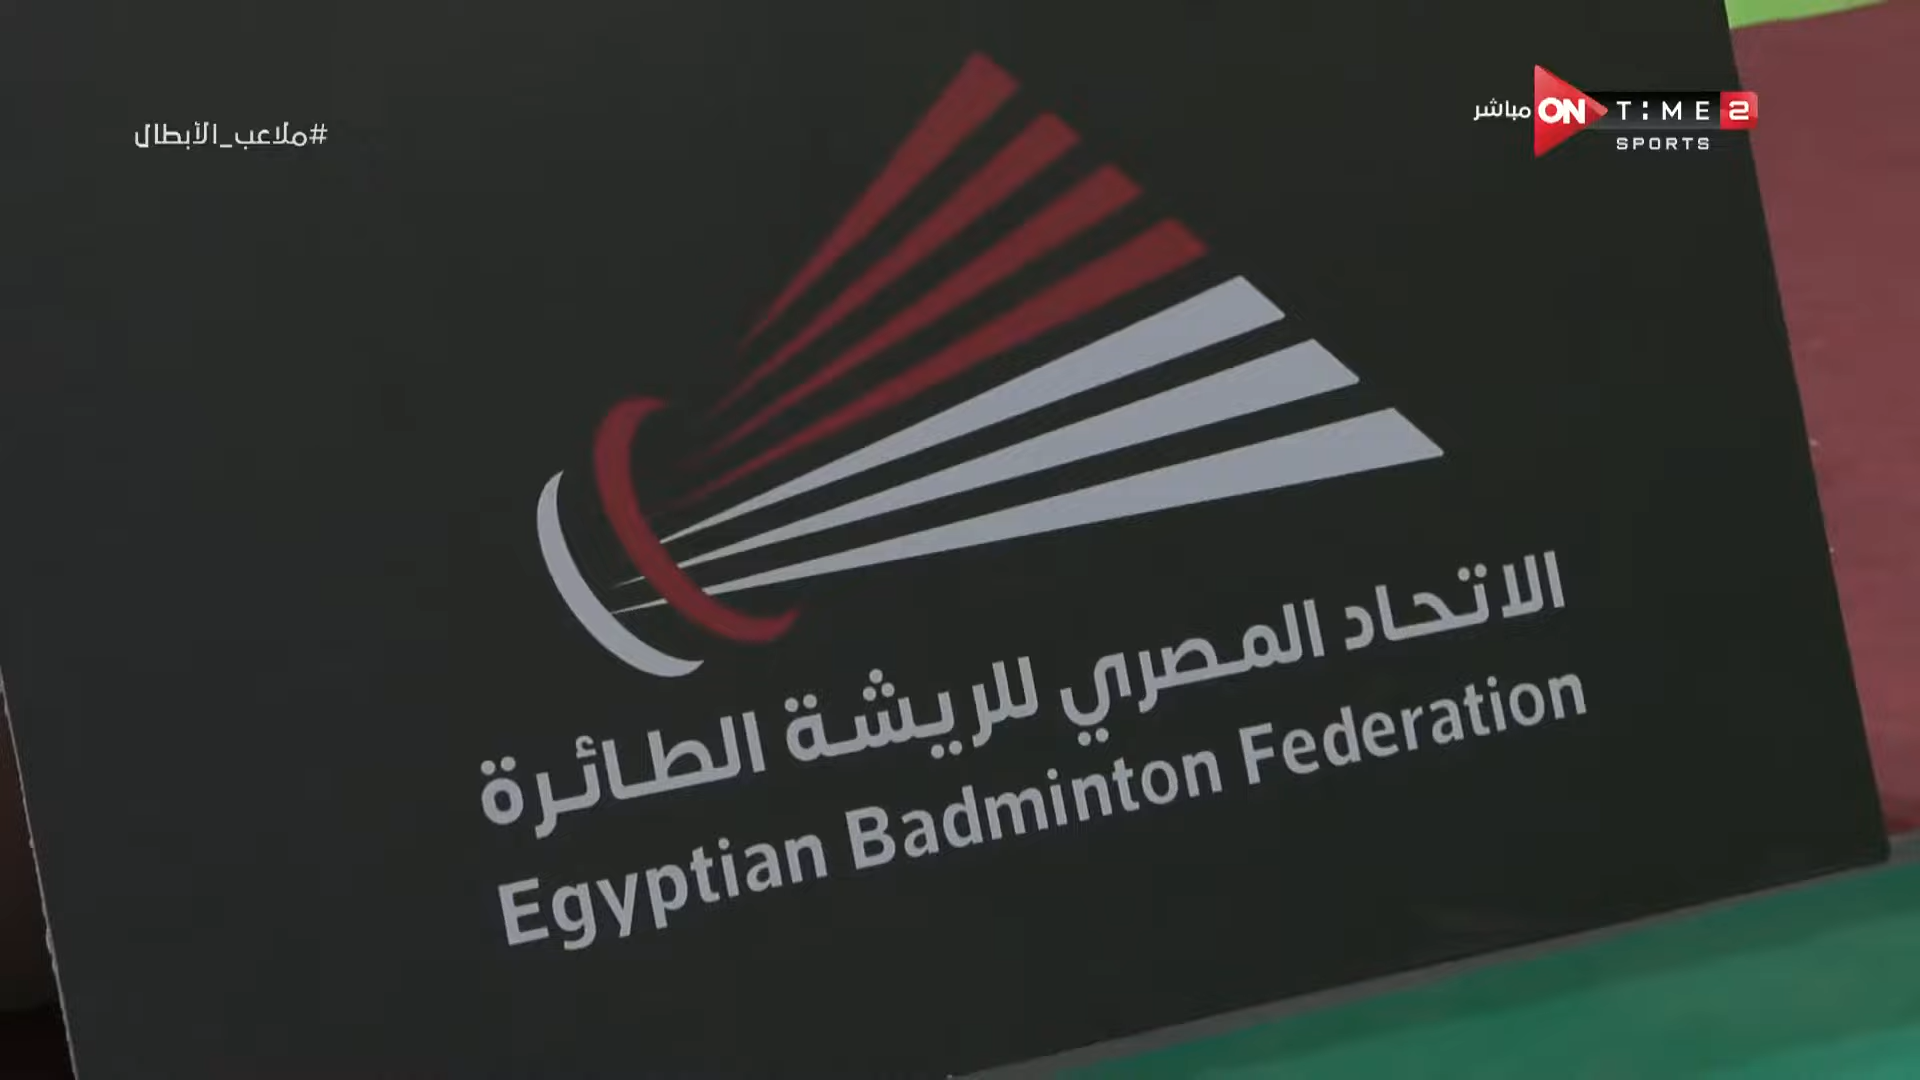 #ملاعب_الأبطال
مباشر ON TIME 2
SPORTS
الاتحاد المصري للريشة الطائرة
Egyptian Badminton Federation